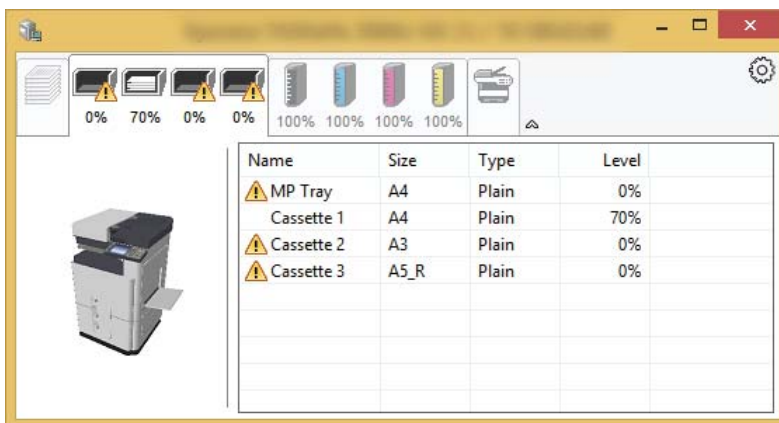 0% 70% 0% 0% 100% 100% 100% 100%
Name Size Type Level
MP Tray A4 Plain 0%
Cassette 1 A4 Plain 70%
Cassette 2 A3 Plain 0%
Cassette 3 A5_R Plain 0%